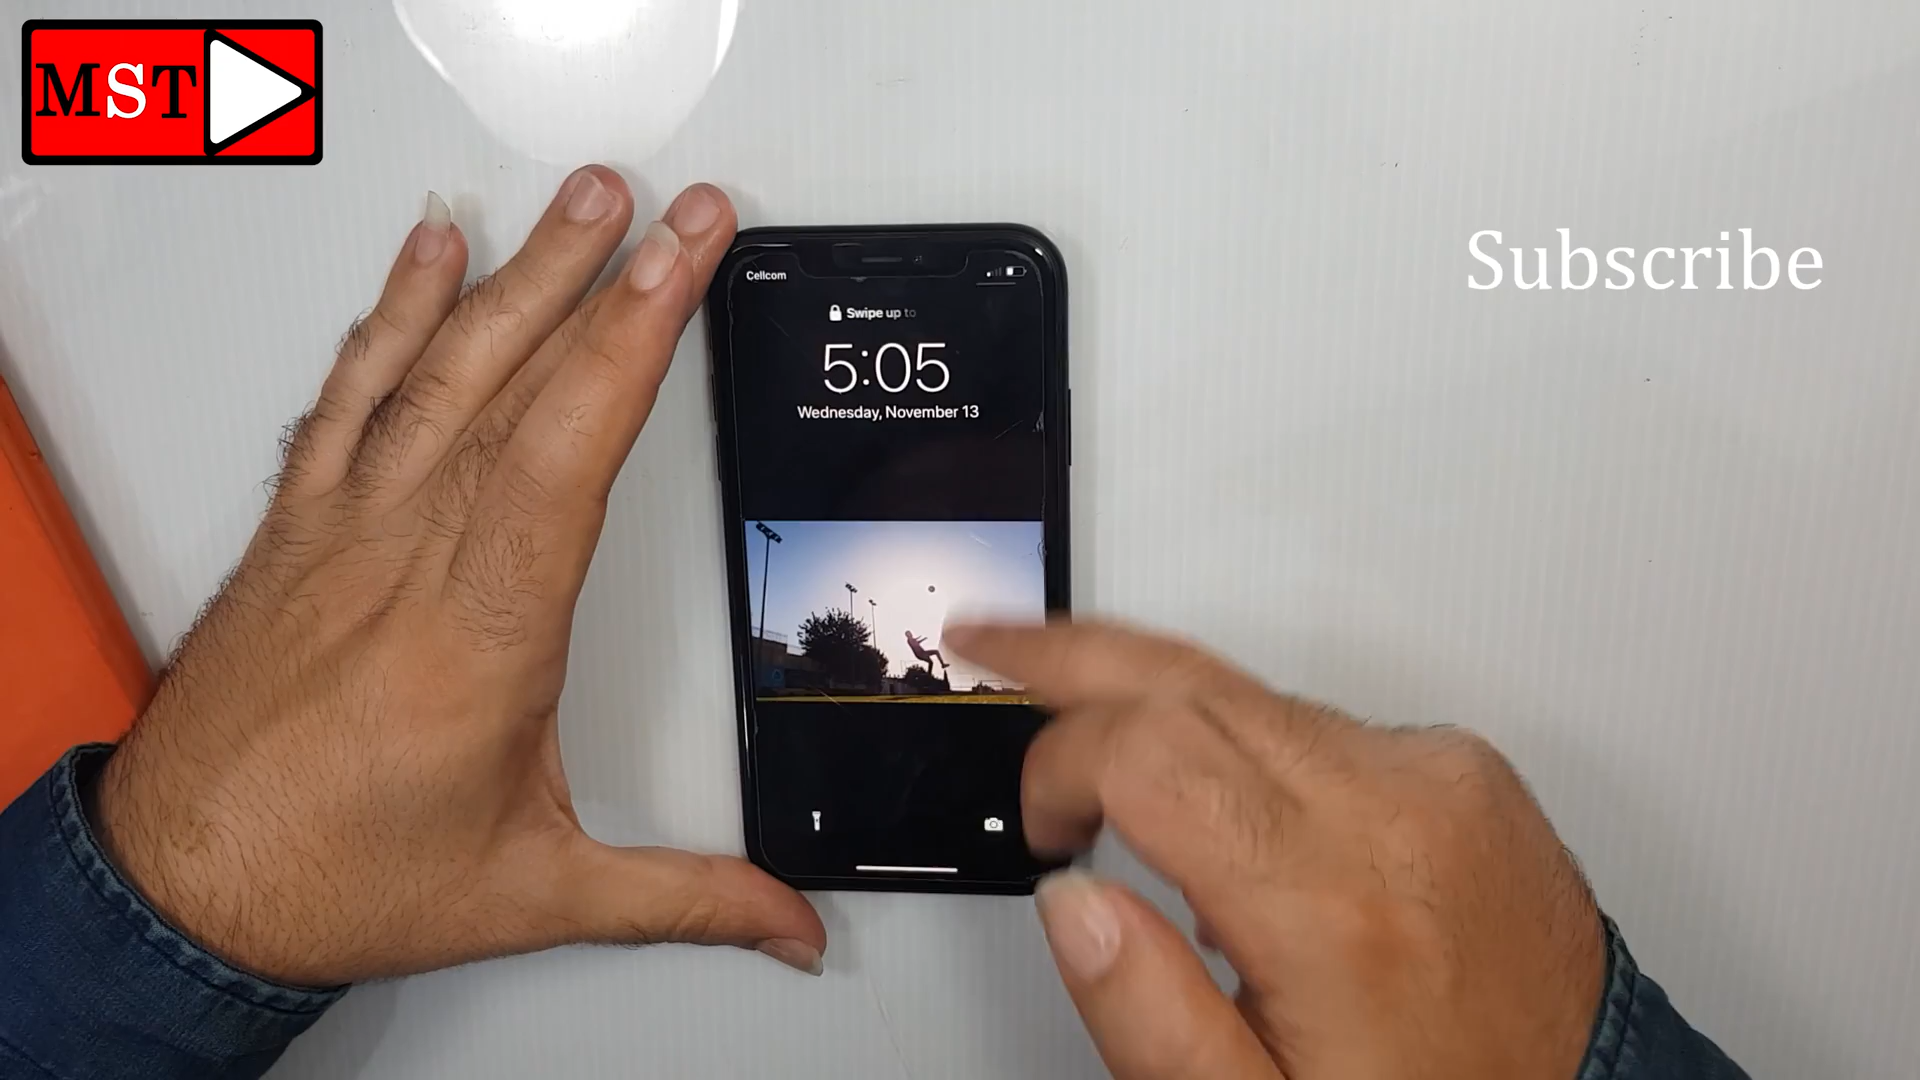 MST
Subscribe
Cellcom
Swipe up to
5:05
Wednesday, November 13